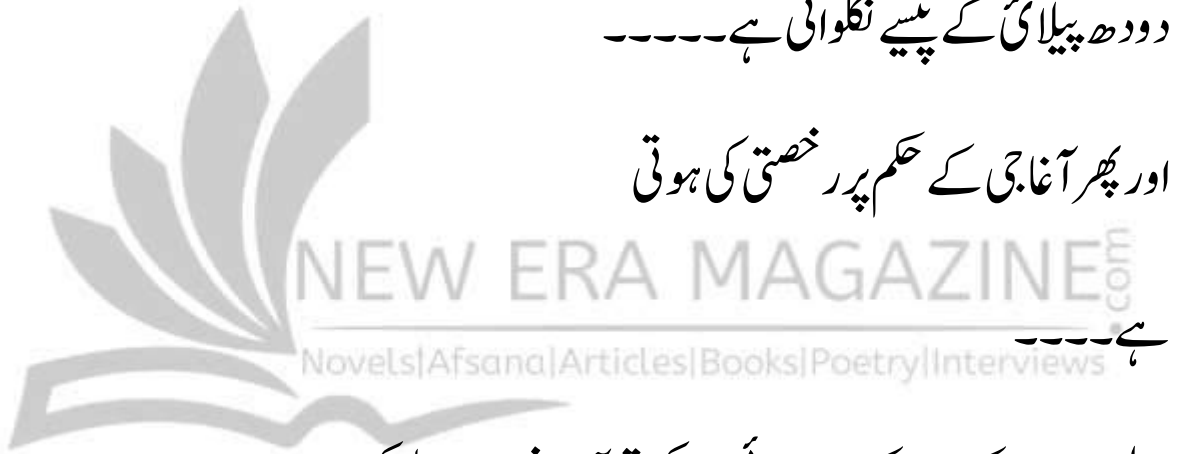 دودھ پیلائ کے پیسے نکلوائی ہے۔۔۔۔۔
اور پھر آغا جی کے حکم پر رخصتی کی ہوتی
NEW ERA MAGAZINE.com
ہے۔۔۔۔
Novels|Afsana|Articles|Books|Poetry|Interviews